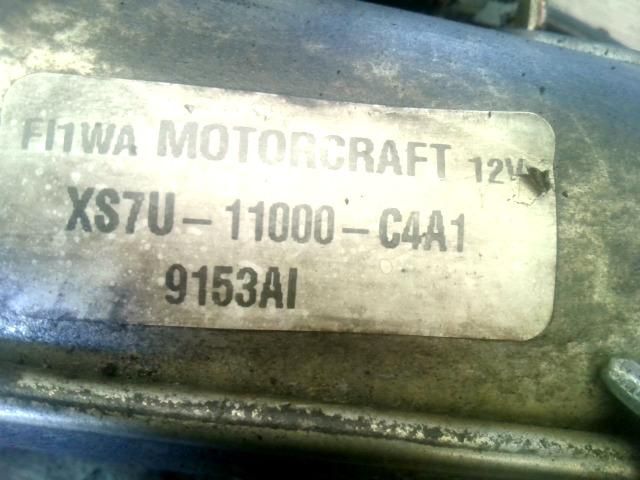 FI1WA MOTORCRAFT 12V
XS7U-11000-C4A1
9153AI